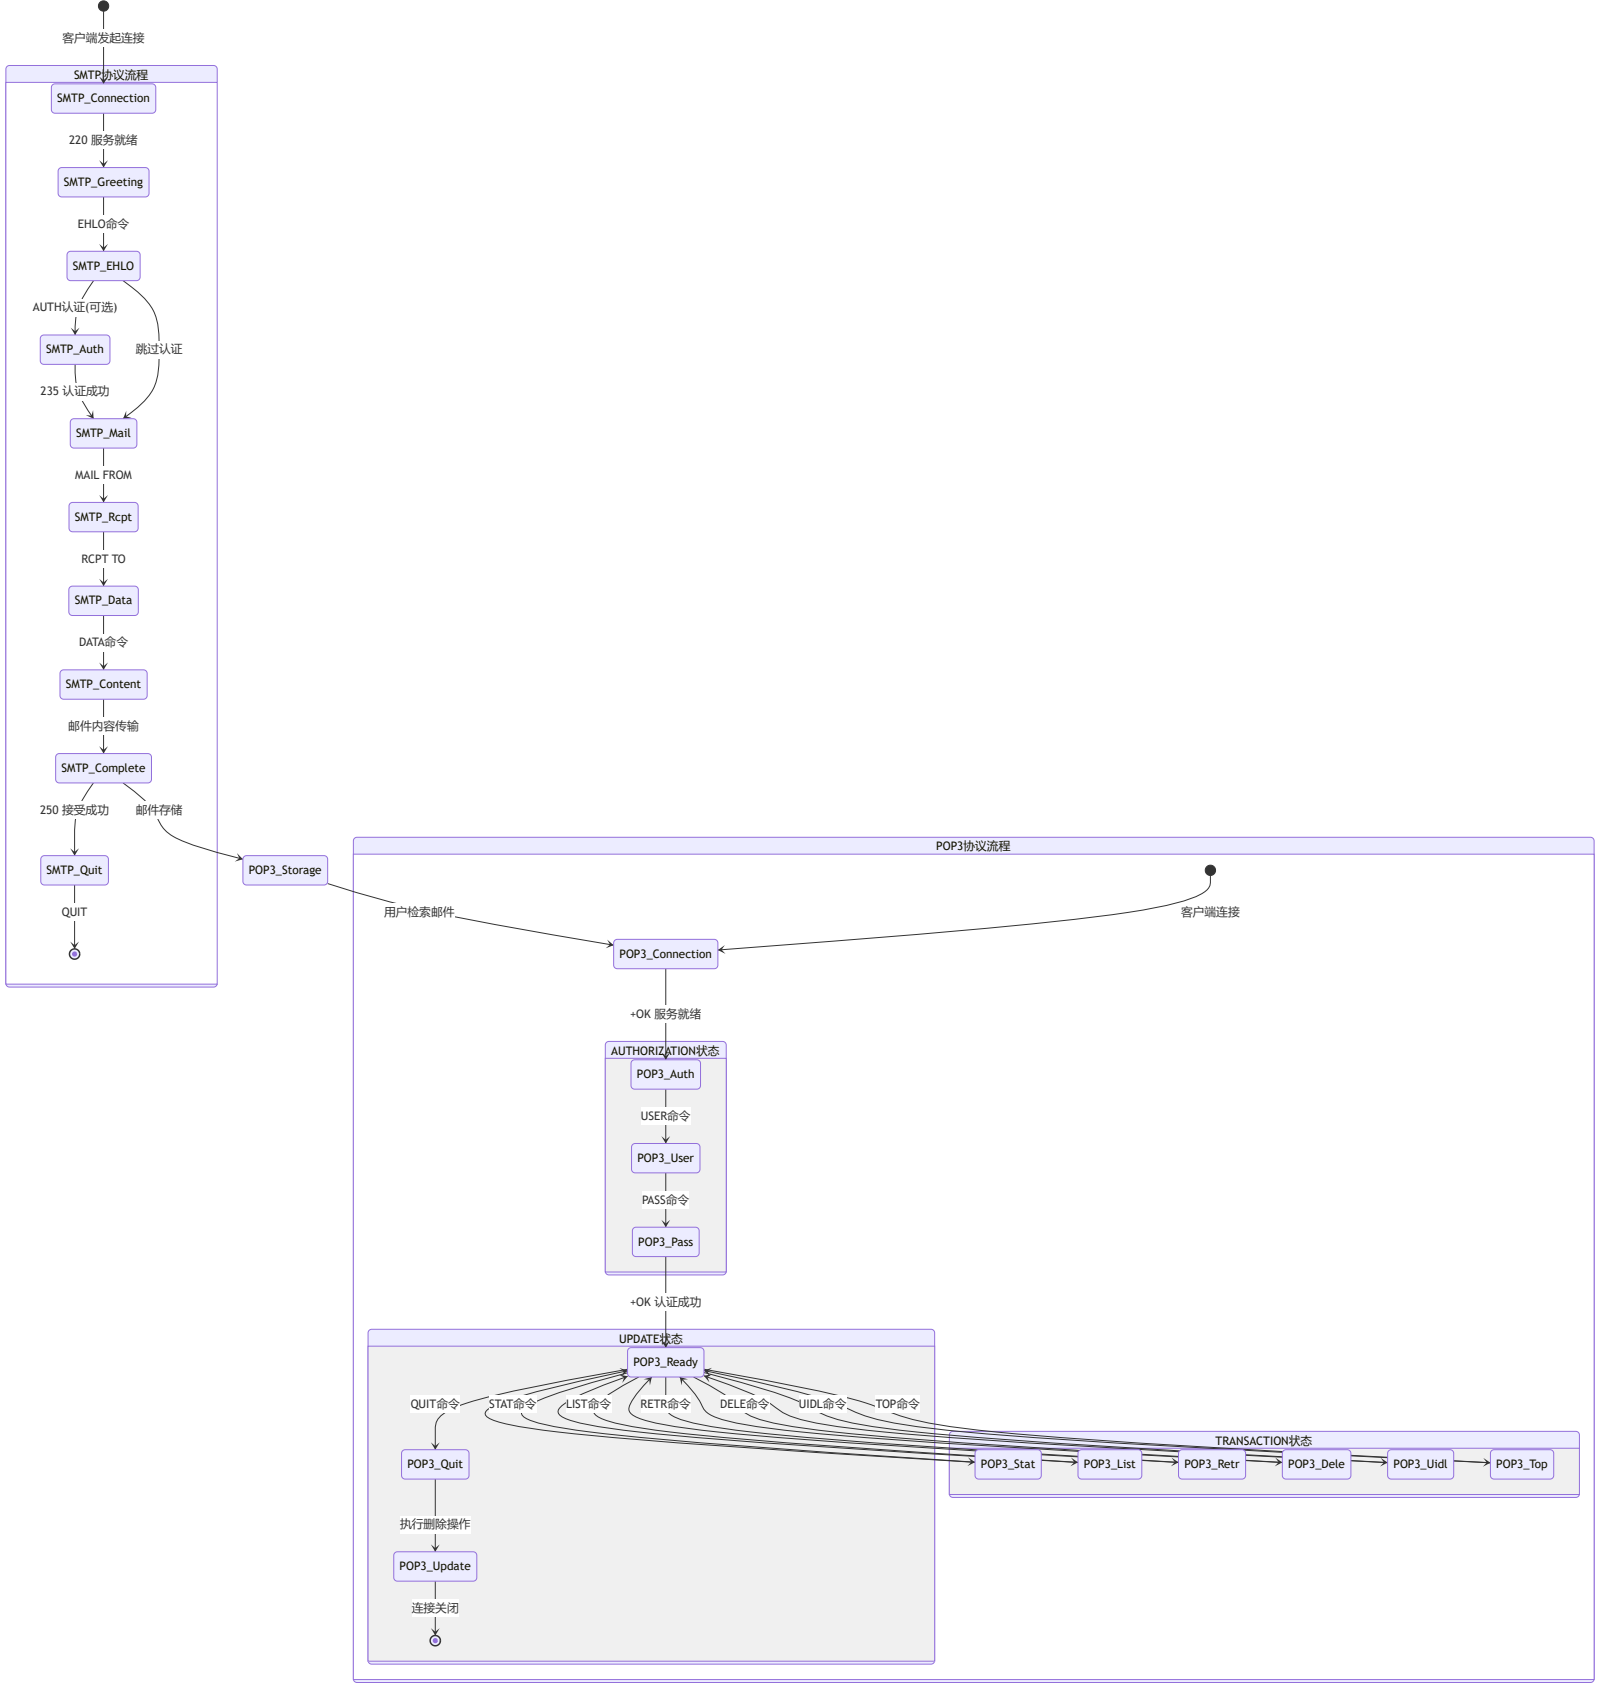 客户端发起连接
SMTP协议流程
SMTP_Connection
220 服务就绪
SMTP_Greeting
EHLO命令
SMTP_EHLO
AUTH认证(可选)
SMTP_Auth
跳过认证
235 认证成功
SMTP_Mail
MAIL FROM
SMTP_Rcpt
RCPT TO
SMTP_Data
DATA命令
SMTP_Content
邮件内容传输
SMTP_Complete
250 接受成功
邮件存储
SMTP_Quit
QUIT
POP3_Storage
POP3协议流程
用户检索邮件
客户端连接
POP3_Connection
+OK 服务就绪
AUTHORIZATION状态
POP3_Auth
USER命令
POP3_User
PASS命令
POP3_Pass
+OK 认证成功
UPDATE状态
POP3_Ready
QUIT命令
STAT命令
LIST命令
RETR命令
DELE命令
UIDL命令
TOP命令
TRANSACTION状态
POP3_Quit
POP3_Stat
POP3_List
POP3_Retr
POP3_Dele
POP3_Uidl
POP3_Top
执行删除操作
POP3_Update
连接关闭